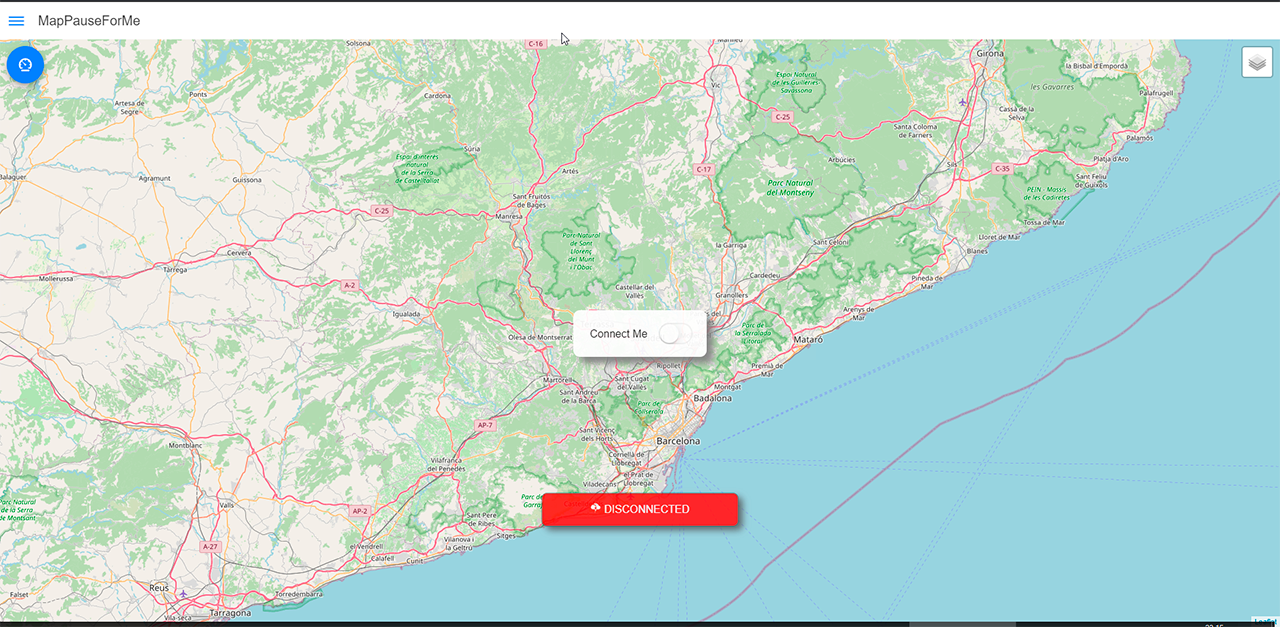 MapPauseForMe
Solsona
C-16
Girona
la Bisbal d'Empordà
Ponts
Cardona
Vic
Espai Natural
de les Guilleries
Savassona
les Gavarres
Palafrugell
Artesa de
Segre
C-25
Cassà de
la Selva
Santa Coloma
de Farners
Palamós
Súria
Espai d'interès
natural
de la Serra
de Castelltallat
Artés
C-17
Arbúcies
Sils
C-35
Platja d'Aro
Balaguer
Agramunt
Guissona
Parc Natural
del Montseny
Sant Feliu
de Guíxols
PEIN - Massís
de les Cadiretes
Sant Fruitós
de Bages
C-25
Manresa
Tossa de Mar
Parc Natural
de Sant
Llorenç
del Munt
i l'Obac
la Garriga
Sant Celoni
Lloret de Mar
Blanes
Cervera
Tàrrega
Mollerussa
A-2
Cardedeu
Pineda de
Mar
Castellar del
Vallès
Granollers
Igualada
Arenys de
Mar
Olesa de Montserrat
Connect Me
Parc de
la Serralada
Litoral
Mataró
Ripollet
Premià de
Mar
Martorell
Sant Cugat
del Vallès
Montgat
Sant Andreu
de la Barca
Badalona
Parc de
Collserola
AP-7
Sant Vicenç
dels Horts
Barcelona
Montblanc
Cornellà de
Llobregat
Vilafranca
del Penedès
el Prat de
Llobregat
Viladecans
Parc Natural
de la Serra
de Montsant
Valls
AP-2
DISCONNECTED
Sant Pere
de Ribes
Sitges
Vilanova i
la Geltrú
A-27
el Vendrell
Calafell
Cunit
Reus
Falset
Torredembarra
Vila-seca
Tarragona
Leaflet